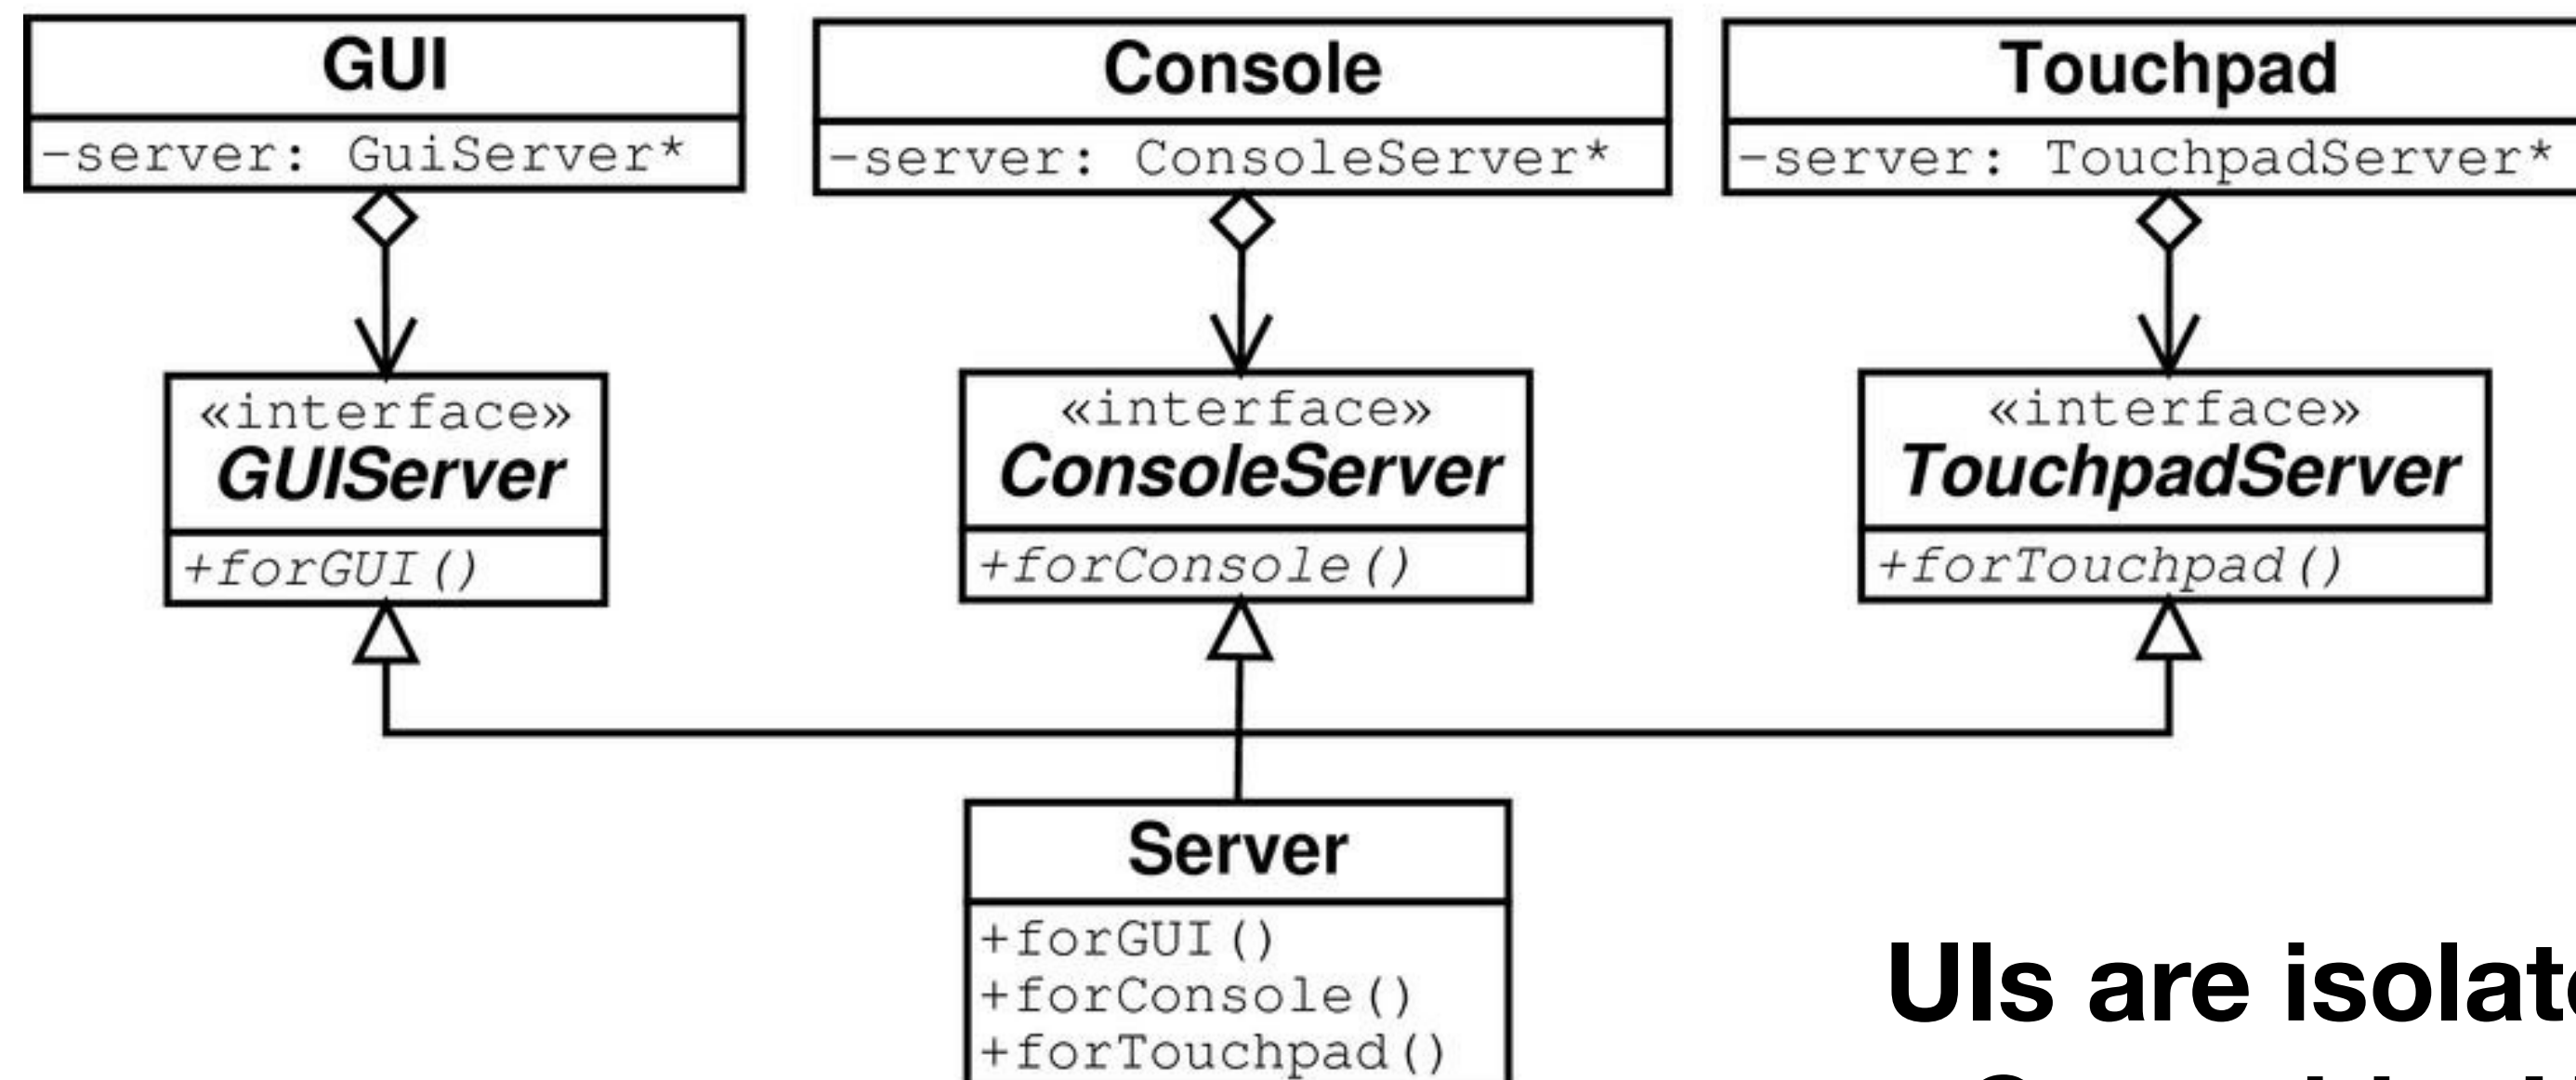 GUI
-server: GuiServer*
Console
-server: ConsoleServer*
Touchpad
-server: TouchpadServer*
«interface»
GUIServer
+forGUI()
«interface»
ConsoleServer
+forConsole()
«interface»
TouchpadServer
+forTouchpad()
Server
+forGUI()
+forConsole()
+forTouchpad()
UIs are